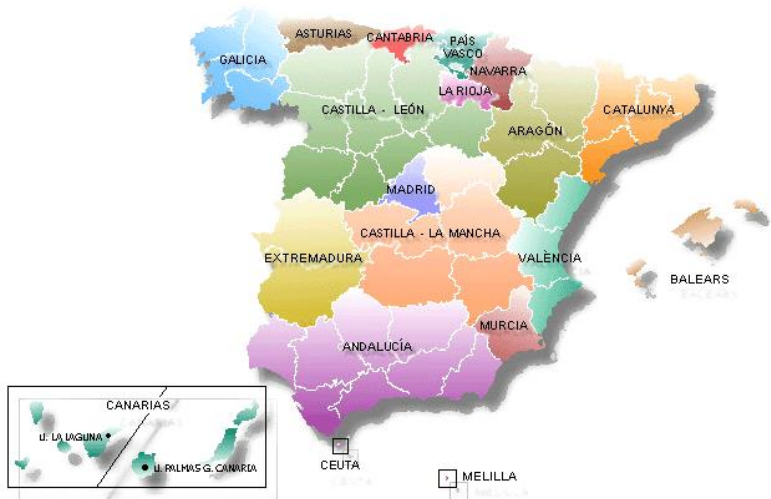 ASTURIAS
CANTABRIA
PAÍS
VASCO
GALICIA
NAVARRA
LA RIOJA
CASTILLA - LEÓN
CATALUNYA
ARAGÓN
MADRID
CASTILLA - LA MANCHA
EXTREMADURA
VALÈNCIA
BALEARS
MURCIA
ANDALUCÍA
CANARIAS
U. LA LAGUNA
U. PALMAS G. CANARIA
CEUTA
MELILLA